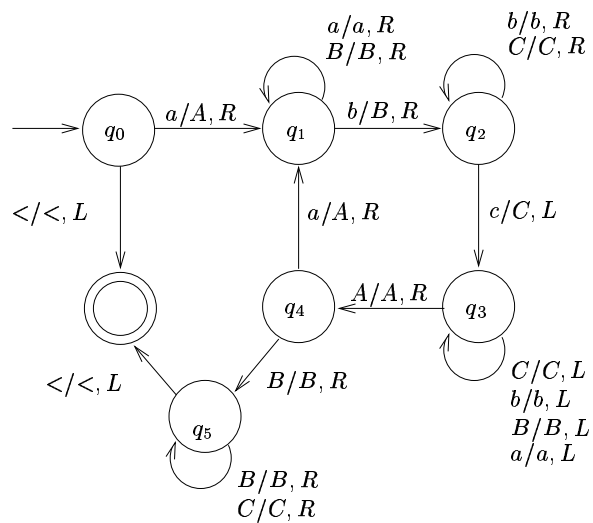 a/a, R
B/B, R
b/b, R
C/C, R
q0
a/A, R
q1
b/B, R
q2
</<, L
a/A, R
c/C, L
q4
A/A, R
q3
</<, L
B/B, R
q5
C/C, L
b/b, L
B/B, L
a/a, L
B/B, R
C/C, R